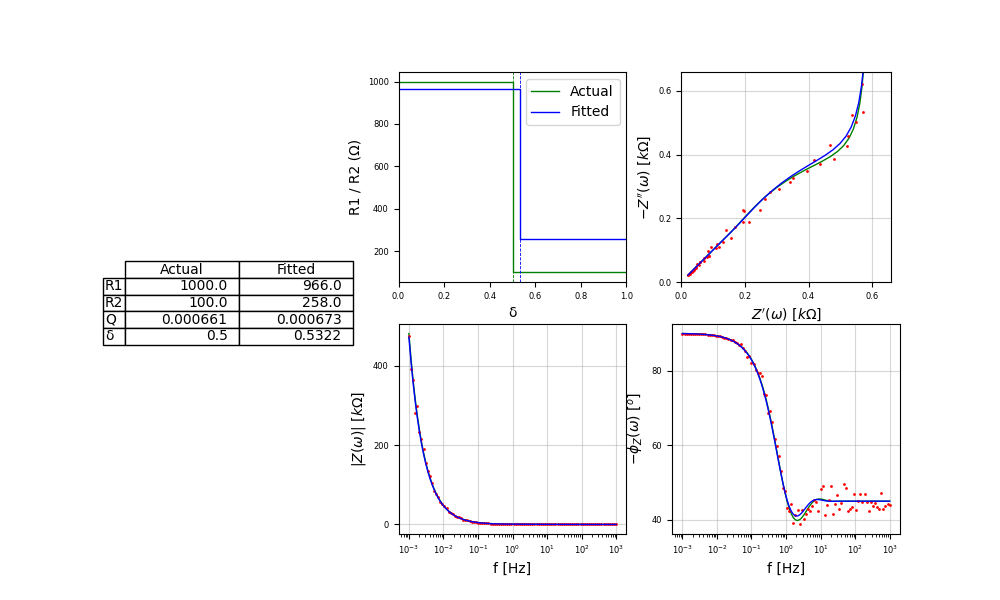 Actual Fitted
R1 1000.0 966.0
R2 100.0 258.0
Q 0.000661 0.000673
δ 0.5 0.5322
R1 / R2 (Ω)
1000
800
600
400
200
0.0 0.2 0.4 0.6 0.8 1.0
δ
Actual
Fitted
−Z″(ω) [kΩ]
0.6
0.4
0.2
0.0
0.0 0.2 0.4 0.6
Z′(ω) [kΩ]
|Z(ω)| [kΩ]
400
200
0
10⁻³ 10⁻² 10⁻¹ 10⁰ 10¹ 10² 10³
f [Hz]
−ϕ_Z(ω) [°]
80
60
40
10⁻³ 10⁻² 10⁻¹ 10⁰ 10¹ 10² 10³
f [Hz]